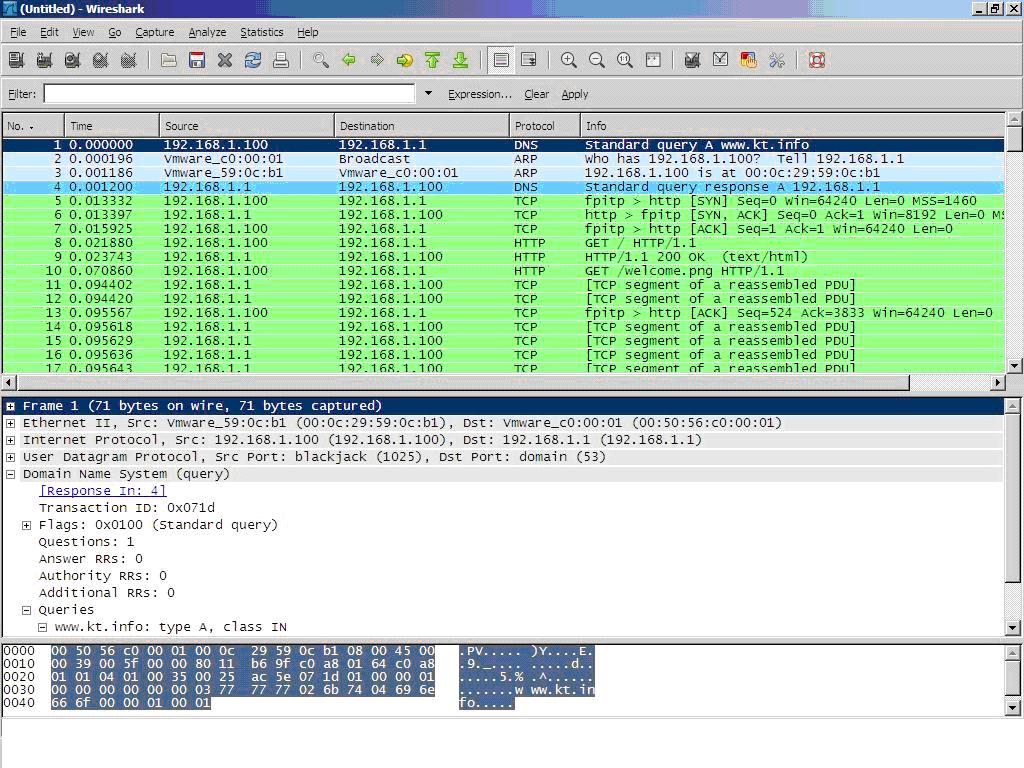 (Untitled) - Wireshark
File Edit View Go Capture Analyze Statistics Help
Filter: Expression... Clear Apply
No. Time Source Destination Protocol Info
1 0.000000 192.168.1.100 192.168.1.1 DNS Standard query A www.kt.info
2 0.000196 Vmware_c0:00:01 Broadcast ARP Who has 192.168.1.100? Tell 192.168.1.1
3 0.001186 Vmware_59:0c:b1 Vmware_c0:00:01 ARP 192.168.1.100 is at 00:0c:29:59:0c:b1
4 0.001200 192.168.1.1 192.168.1.100 DNS Standard query response A 192.168.1.1
5 0.013332 192.168.1.100 192.168.1.1 TCP fpitp > http [SYN] Seq=0 Win=64240 Len=0 MSS=1460
6 0.013397 192.168.1.1 192.168.1.100 TCP http > fpitp [SYN, ACK] Seq=0 Ack=1 Win=8192 Len=0 MS
7 0.015925 192.168.1.100 192.168.1.1 TCP fpitp > http [ACK] Seq=1 Ack=1 Win=64240 Len=0
8 0.021880 192.168.1.100 192.168.1.1 HTTP GET / HTTP/1.1
9 0.023743 192.168.1.1 192.168.1.100 HTTP HTTP/1.1 200 OK (text/html)
10 0.070860 192.168.1.100 192.168.1.1 HTTP GET /welcome.png HTTP/1.1
11 0.094402 192.168.1.1 192.168.1.100 TCP [TCP segment of a reassembled PDU]
12 0.094420 192.168.1.1 192.168.1.100 TCP [TCP segment of a reassembled PDU]
13 0.095567 192.168.1.100 192.168.1.1 TCP fpitp > http [ACK] Seq=524 Ack=3833 Win=64240 Len=0
14 0.095618 192.168.1.1 192.168.1.100 TCP [TCP segment of a reassembled PDU]
15 0.095629 192.168.1.1 192.168.1.100 TCP [TCP segment of a reassembled PDU]
16 0.095636 192.168.1.1 192.168.1.100 TCP [TCP segment of a reassembled PDU]
17 0.095643 192.168.1.1 192.168.1.100 TCP [TCP segment of a reassembled PDU]
Frame 1 (71 bytes on wire, 71 bytes captured)
Ethernet II, Src: Vmware_59:0c:b1 (00:0c:29:59:0c:b1), Dst: Vmware_c0:00:01 (00:50:56:c0:00:01)
Internet Protocol, Src: 192.168.1.100 (192.168.1.100), Dst: 192.168.1.1 (192.168.1.1)
User Datagram Protocol, Src Port: blackjack (1025), Dst Port: domain (53)
Domain Name System (query)
[Response In: 4]
Transaction ID: 0x071d
Flags: 0x0100 (Standard query)
Questions: 1
Answer RRs: 0
Authority RRs: 0
Additional RRs: 0
Queries
www.kt.info: type A, class IN
0000 00 50 56 c0 00 01 00 0c 29 59 0c b1 08 00 45 00 .PV..... )Y....E.
0010 00 39 00 5f 00 00 80 11 b6 9f c0 a8 01 64 c0 a8 .9._.... .....d..
0020 01 01 04 01 00 35 00 25 ac 5e 07 1d 01 00 00 01 .....5.% .^......
0030 00 00 00 00 00 00 03 77 77 77 02 6b 74 04 69 6e .......w ww.kt.in
0040 66 6f 00 00 01 00 01 fo.....